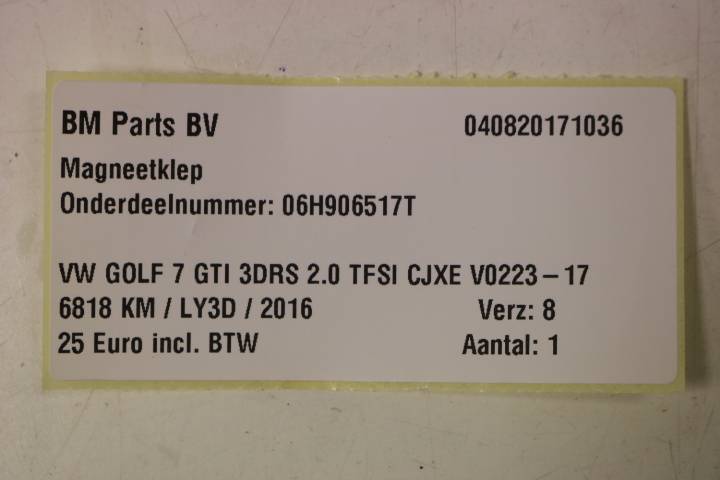 BM Parts BV 040820171036
Magneetklep
Onderdeelnummer: 06H906517T
VW GOLF 7 GTI 3DRS 2.0 TFSI CJXE V0223-17
6818 KM / LY3D / 2016 Verz: 8
25 Euro incl. BTW Aantal: 1